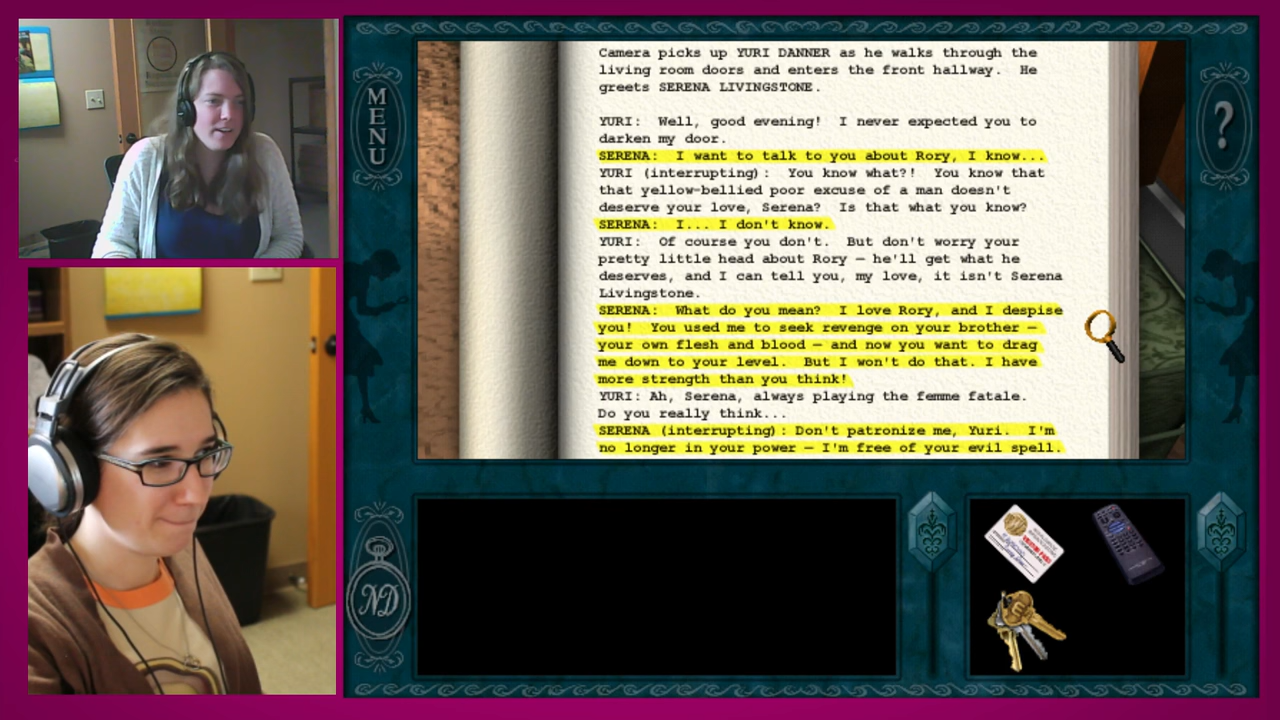 MENU
?
Camera picks up YURI DANNER as he walks through the
living room doors and enters the front hallway.  He
greets SERENA LIVINGSTONE.
YURI:  Well, good evening!  I never expected you to
darken my door.
SERENA:  I want to talk to you about Rory, I know...
YURI (interrupting):  You know what?!  You know that
that yellow-bellied poor excuse of a man doesn't
deserve your love, Serena?  Is that what you know?
SERENA:  I... I don't know.
YURI:  Of course you don't.  But don't worry your
pretty little head about Rory — he'll get what he
deserves, and I can tell you, my love, it isn't Serena
Livingstone.
SERENA:  What do you mean?  I love Rory, and I despise
you!  You used me to seek revenge on your brother —
your own flesh and blood — and now you want to drag
me down to your level.  But I won't do that. I have
more strength than you think!
YURI: Ah, Serena, always playing the femme fatale.
Do you really think...
SERENA (interrupting): Don't patronize me, Yuri.  I'm
no longer in your power — I'm free of your evil spell.
ND